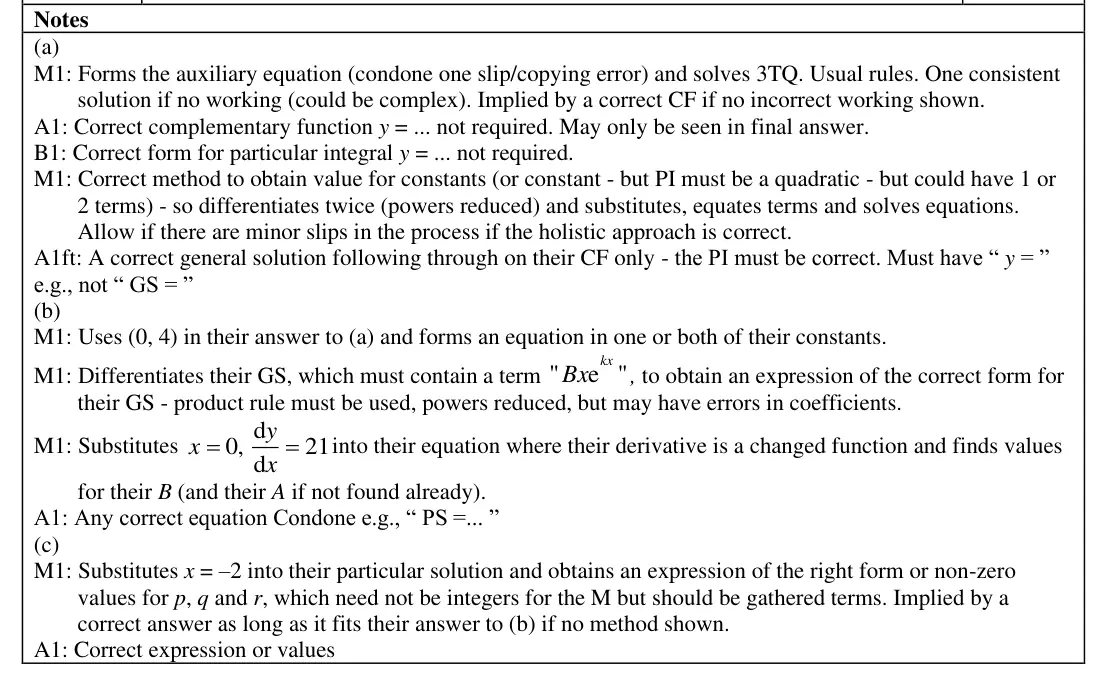 Notes
(a)
M1: Forms the auxiliary equation (condone one slip/copying error) and solves 3TQ. Usual rules. One consistent
solution if no working (could be complex). Implied by a correct CF if no incorrect working shown.
A1: Correct complementary function y = ... not required. May only be seen in final answer.
B1: Correct form for particular integral y = ... not required.
M1: Correct method to obtain value for constants (or constant - but PI must be a quadratic - but could have 1 or
2 terms) - so differentiates twice (powers reduced) and substitutes, equates terms and solves equations.
Allow if there are minor slips in the process if the holistic approach is correct.
A1ft: A correct general solution following through on their CF only - the PI must be correct. Must have “ y = ”
e.g., not “ GS = ”
(b)
M1: Uses (0, 4) in their answer to (a) and forms an equation in one or both of their constants.
M1: Differentiates their GS, which must contain a term "Bxe^{kx}", to obtain an expression of the correct form for
their GS - product rule must be used, powers reduced, but may have errors in coefficients.
M1: Substitutes x = 0, dy/dx = 21 into their equation where their derivative is a changed function and finds values
for their B (and their A if not found already).
A1: Any correct equation Condone e.g., “ PS =... ”
(c)
M1: Substitutes x = –2 into their particular solution and obtains an expression of the right form or non-zero
values for p, q and r, which need not be integers for the M but should be gathered terms. Implied by a
correct answer as long as it fits their answer to (b) if no method shown.
A1: Correct expression or values